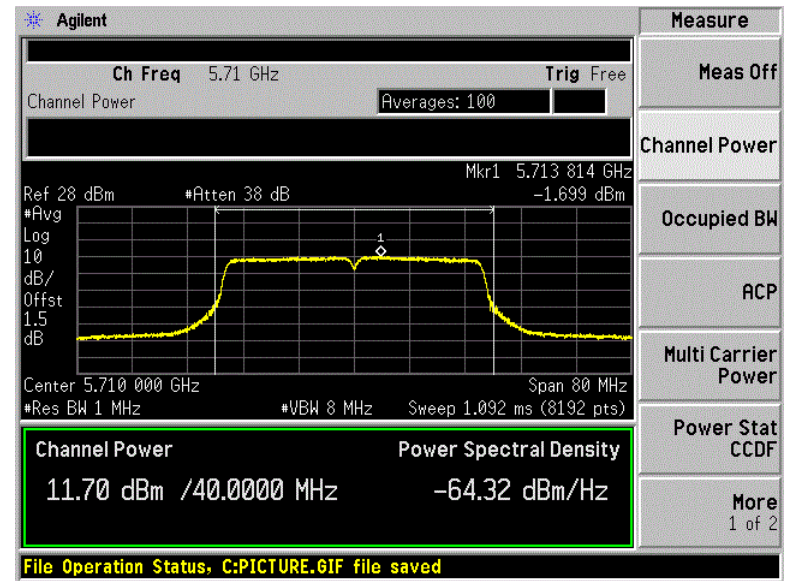 Agilent
Measure
Ch Freq 5.71 GHz Trig Free
Channel Power Averages: 100
Mkr1 5.713 814 GHz
Ref 28 dBm #Atten 38 dB -1.699 dBm
#Avg
Log
10
dB/
Offst
1.5
dB
1
Center 5.710 000 GHz Span 80 MHz
#Res BW 1 MHz #VBW 8 MHz Sweep 1.092 ms (8192 pts)
Channel Power Power Spectral Density
11.70 dBm /40.0000 MHz -64.32 dBm/Hz
File Operation Status, C:PICTURE.GIF file saved
Meas Off
Channel Power
Occupied BW
ACP
Multi Carrier
Power
Power Stat
CCDF
More
1 of 2